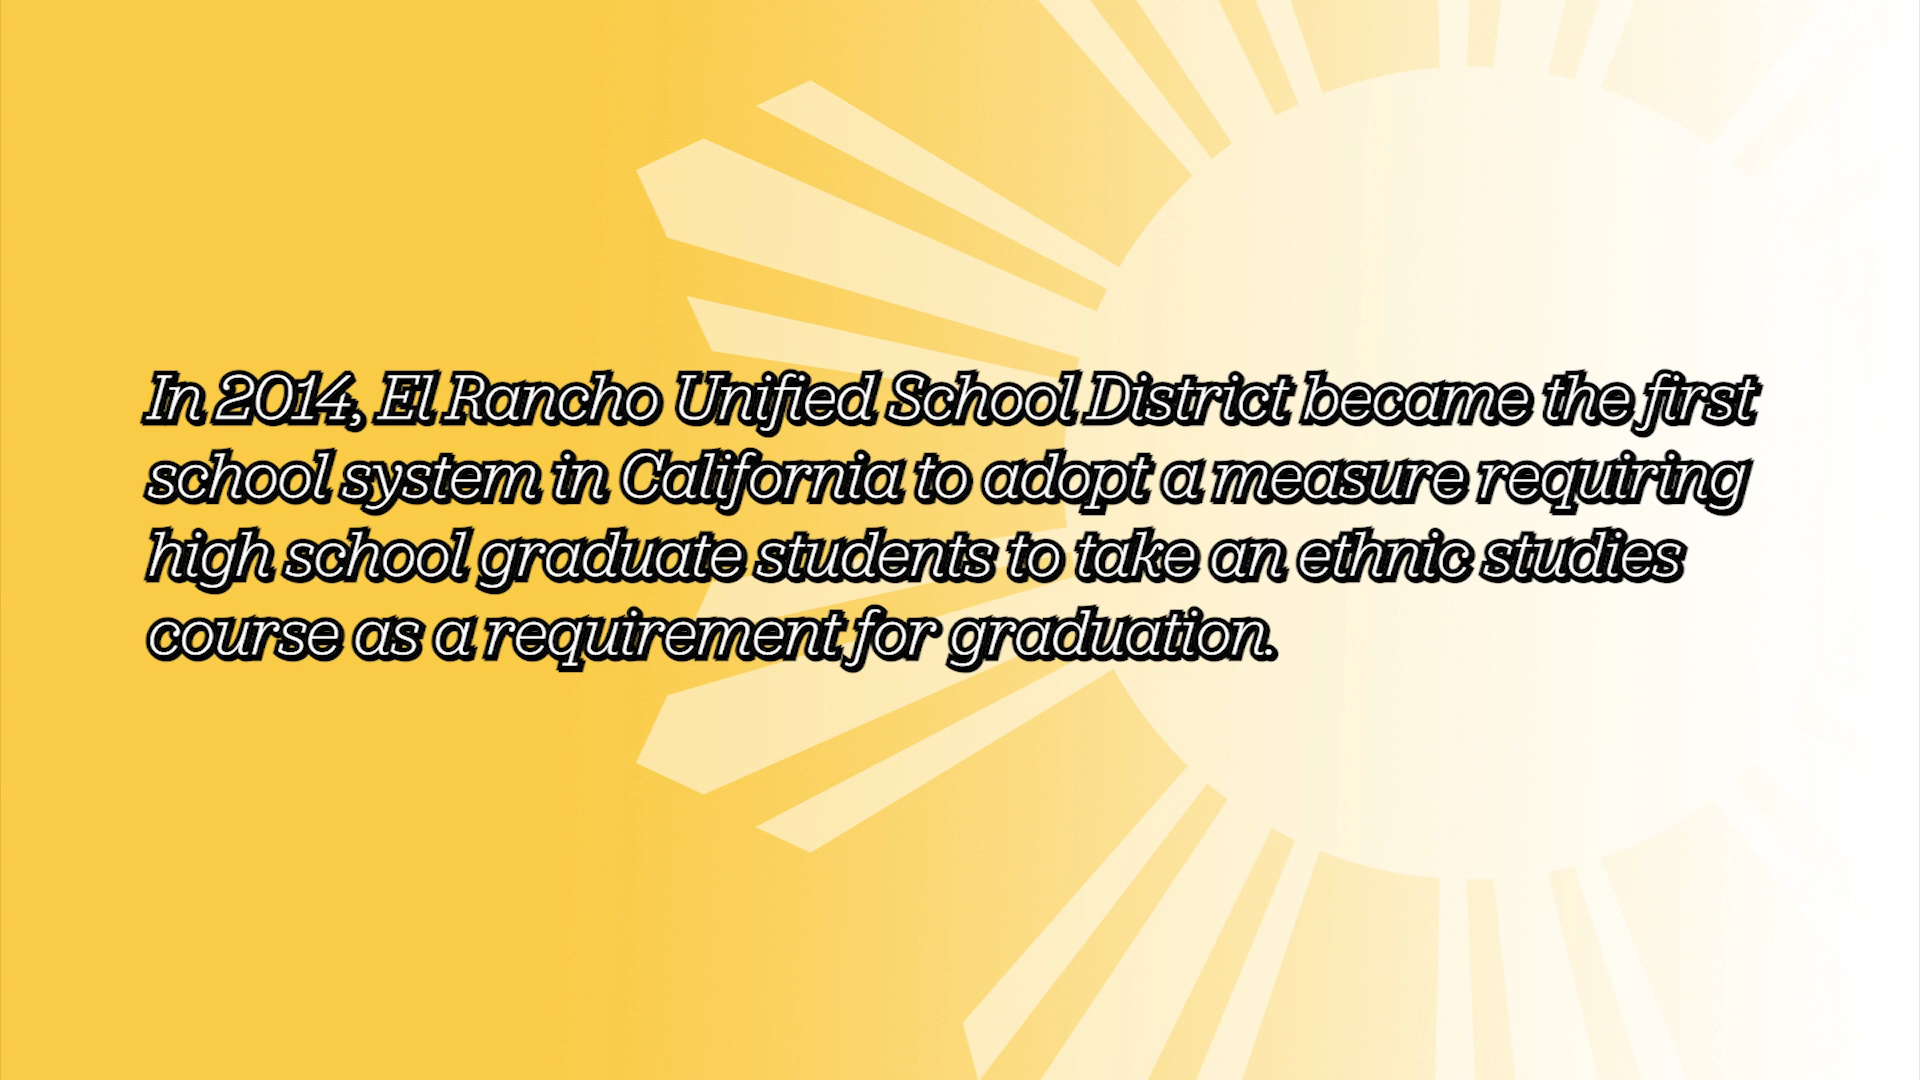 In 2014, El Rancho Unified School District became the first
school system in California to adopt a measure requiring
high school graduate students to take an ethnic studies
course as a requirement for graduation.